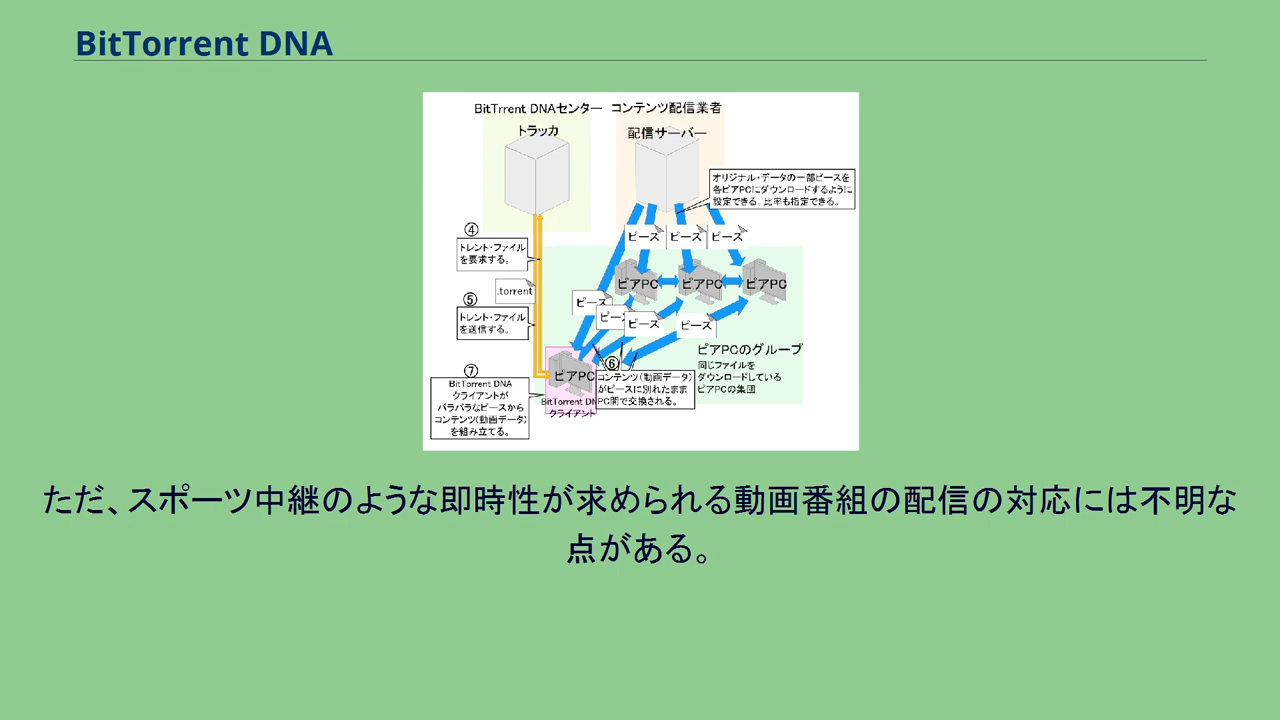 BitTorrent DNA
BitTrrent DNAセンター
コンテンツ配信業者
トラッカ
配信サーバー
オリジナル・データの一部ピースを
各ピアPCにダウンロードするように
設定できる。比率も指定できる。
④
トレント・ファイル
を要求する。
ピース
ピース
ピース
ピアPC
ピアPC
ピアPC
.torrent
⑤
トレント・ファイル
を送信する。
ピース
ピース
ピース
ピース
ピアPCのグループ
同じファイルを
ダウンロードしている
ピアPCの集団
⑥
コンテンツ(動画データ)
がピースに別れたまま
PC間で交換される。
⑦
BitTorrent DNA
クライアントが
バラバラなピースから
コンテンツ(動画データ)
を組み立てる。
ピアPC
BitTorrent DN
クライアント
ただ、スポーツ中継のような即時性が求められる動画番組の配信の対応には不明な
点がある。